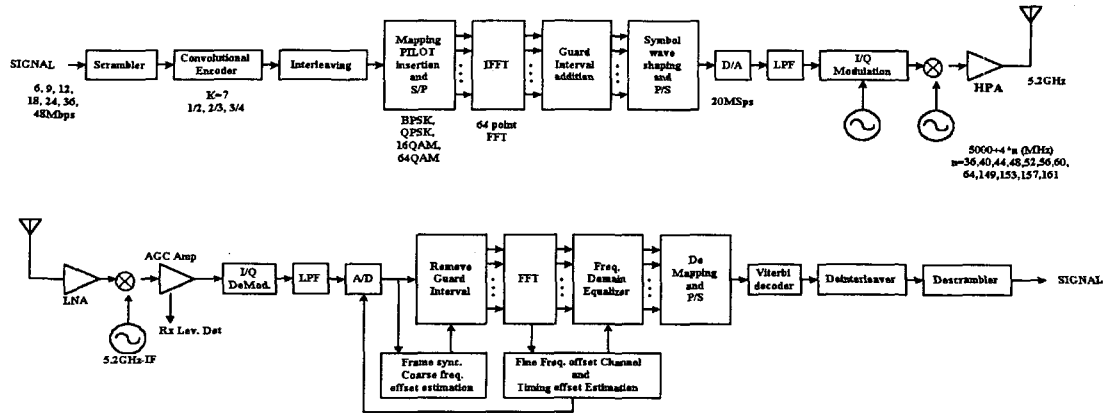 SIGNAL
6, 9, 12,
18, 24, 36,
48Mbps
Scrambler
Convolutional
Encoder
K=7
1/2, 2/3, 3/4
Interleaving
Mapping
PILOT
insertion
and
S/P
BPSK,
QPSK,
16QAM,
64QAM
IFFT
64 point
FFT
Guard
Interval
addition
Symbol
wave
shaping
and
P/S
D/A
20MSps
LPF
I/Q
Modulation
HPA
5.2GHz
5000+4*n (MHz)
n=36,40,44,48,52,56,60,
64,149,153,157,161
LNA
5.2GHz-IF
AGC Amp
Rx Lev. Det
I/Q
DeMod.
LPF
A/D
Remove
Guard
Interval
FFT
Freq.
Domain
Equalizer
De
Mapping
and
P/S
Viterbi
decoder
Deinterleaver
Descrambler
SIGNAL
Frame sync.
Coarse freq.
offset estimation
Fine Freq. offset Channel
and
Timing offset Estimation